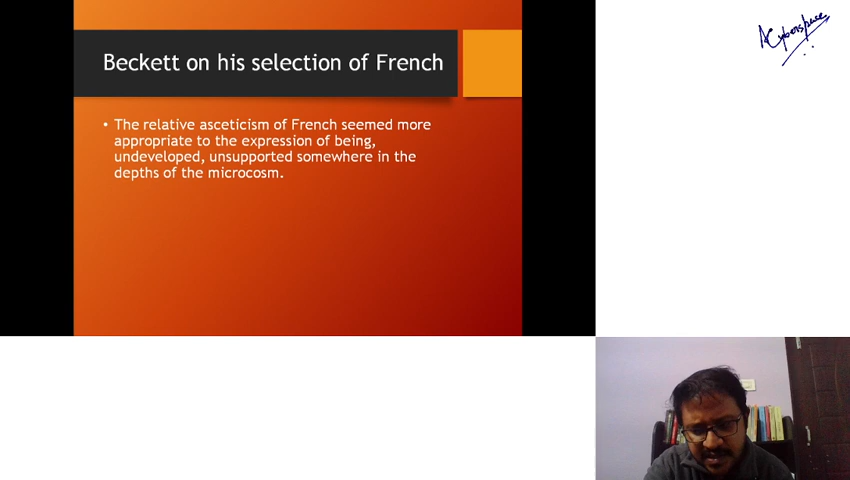 Beckett on his selection of French
• The relative asceticism of French seemed more
appropriate to the expression of being,
undeveloped, unsupported somewhere in the
depths of the microcosm.
Cyberspace